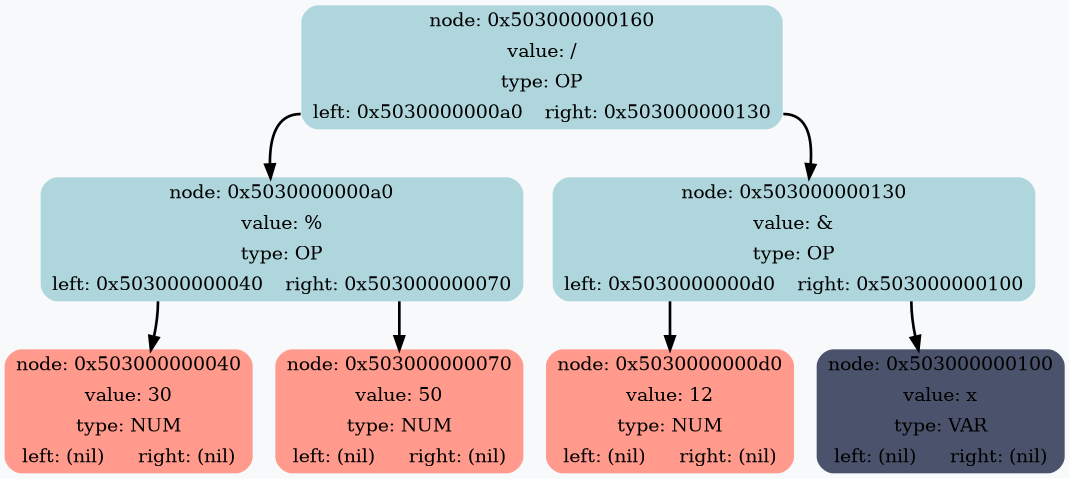 node: 0x503000000160
value: /
type: OP
left: 0x5030000000a0 right: 0x503000000130
node: 0x5030000000a0
value: %
type: OP
left: 0x503000000040 right: 0x503000000070
node: 0x503000000130
value: &
type: OP
left: 0x5030000000d0 right: 0x503000000100
node: 0x503000000040
value: 30
type: NUM
left: (nil) right: (nil)
node: 0x503000000070
value: 50
type: NUM
left: (nil) right: (nil)
node: 0x5030000000d0
value: 12
type: NUM
left: (nil) right: (nil)
node: 0x503000000100
value: x
type: VAR
left: (nil) right: (nil)